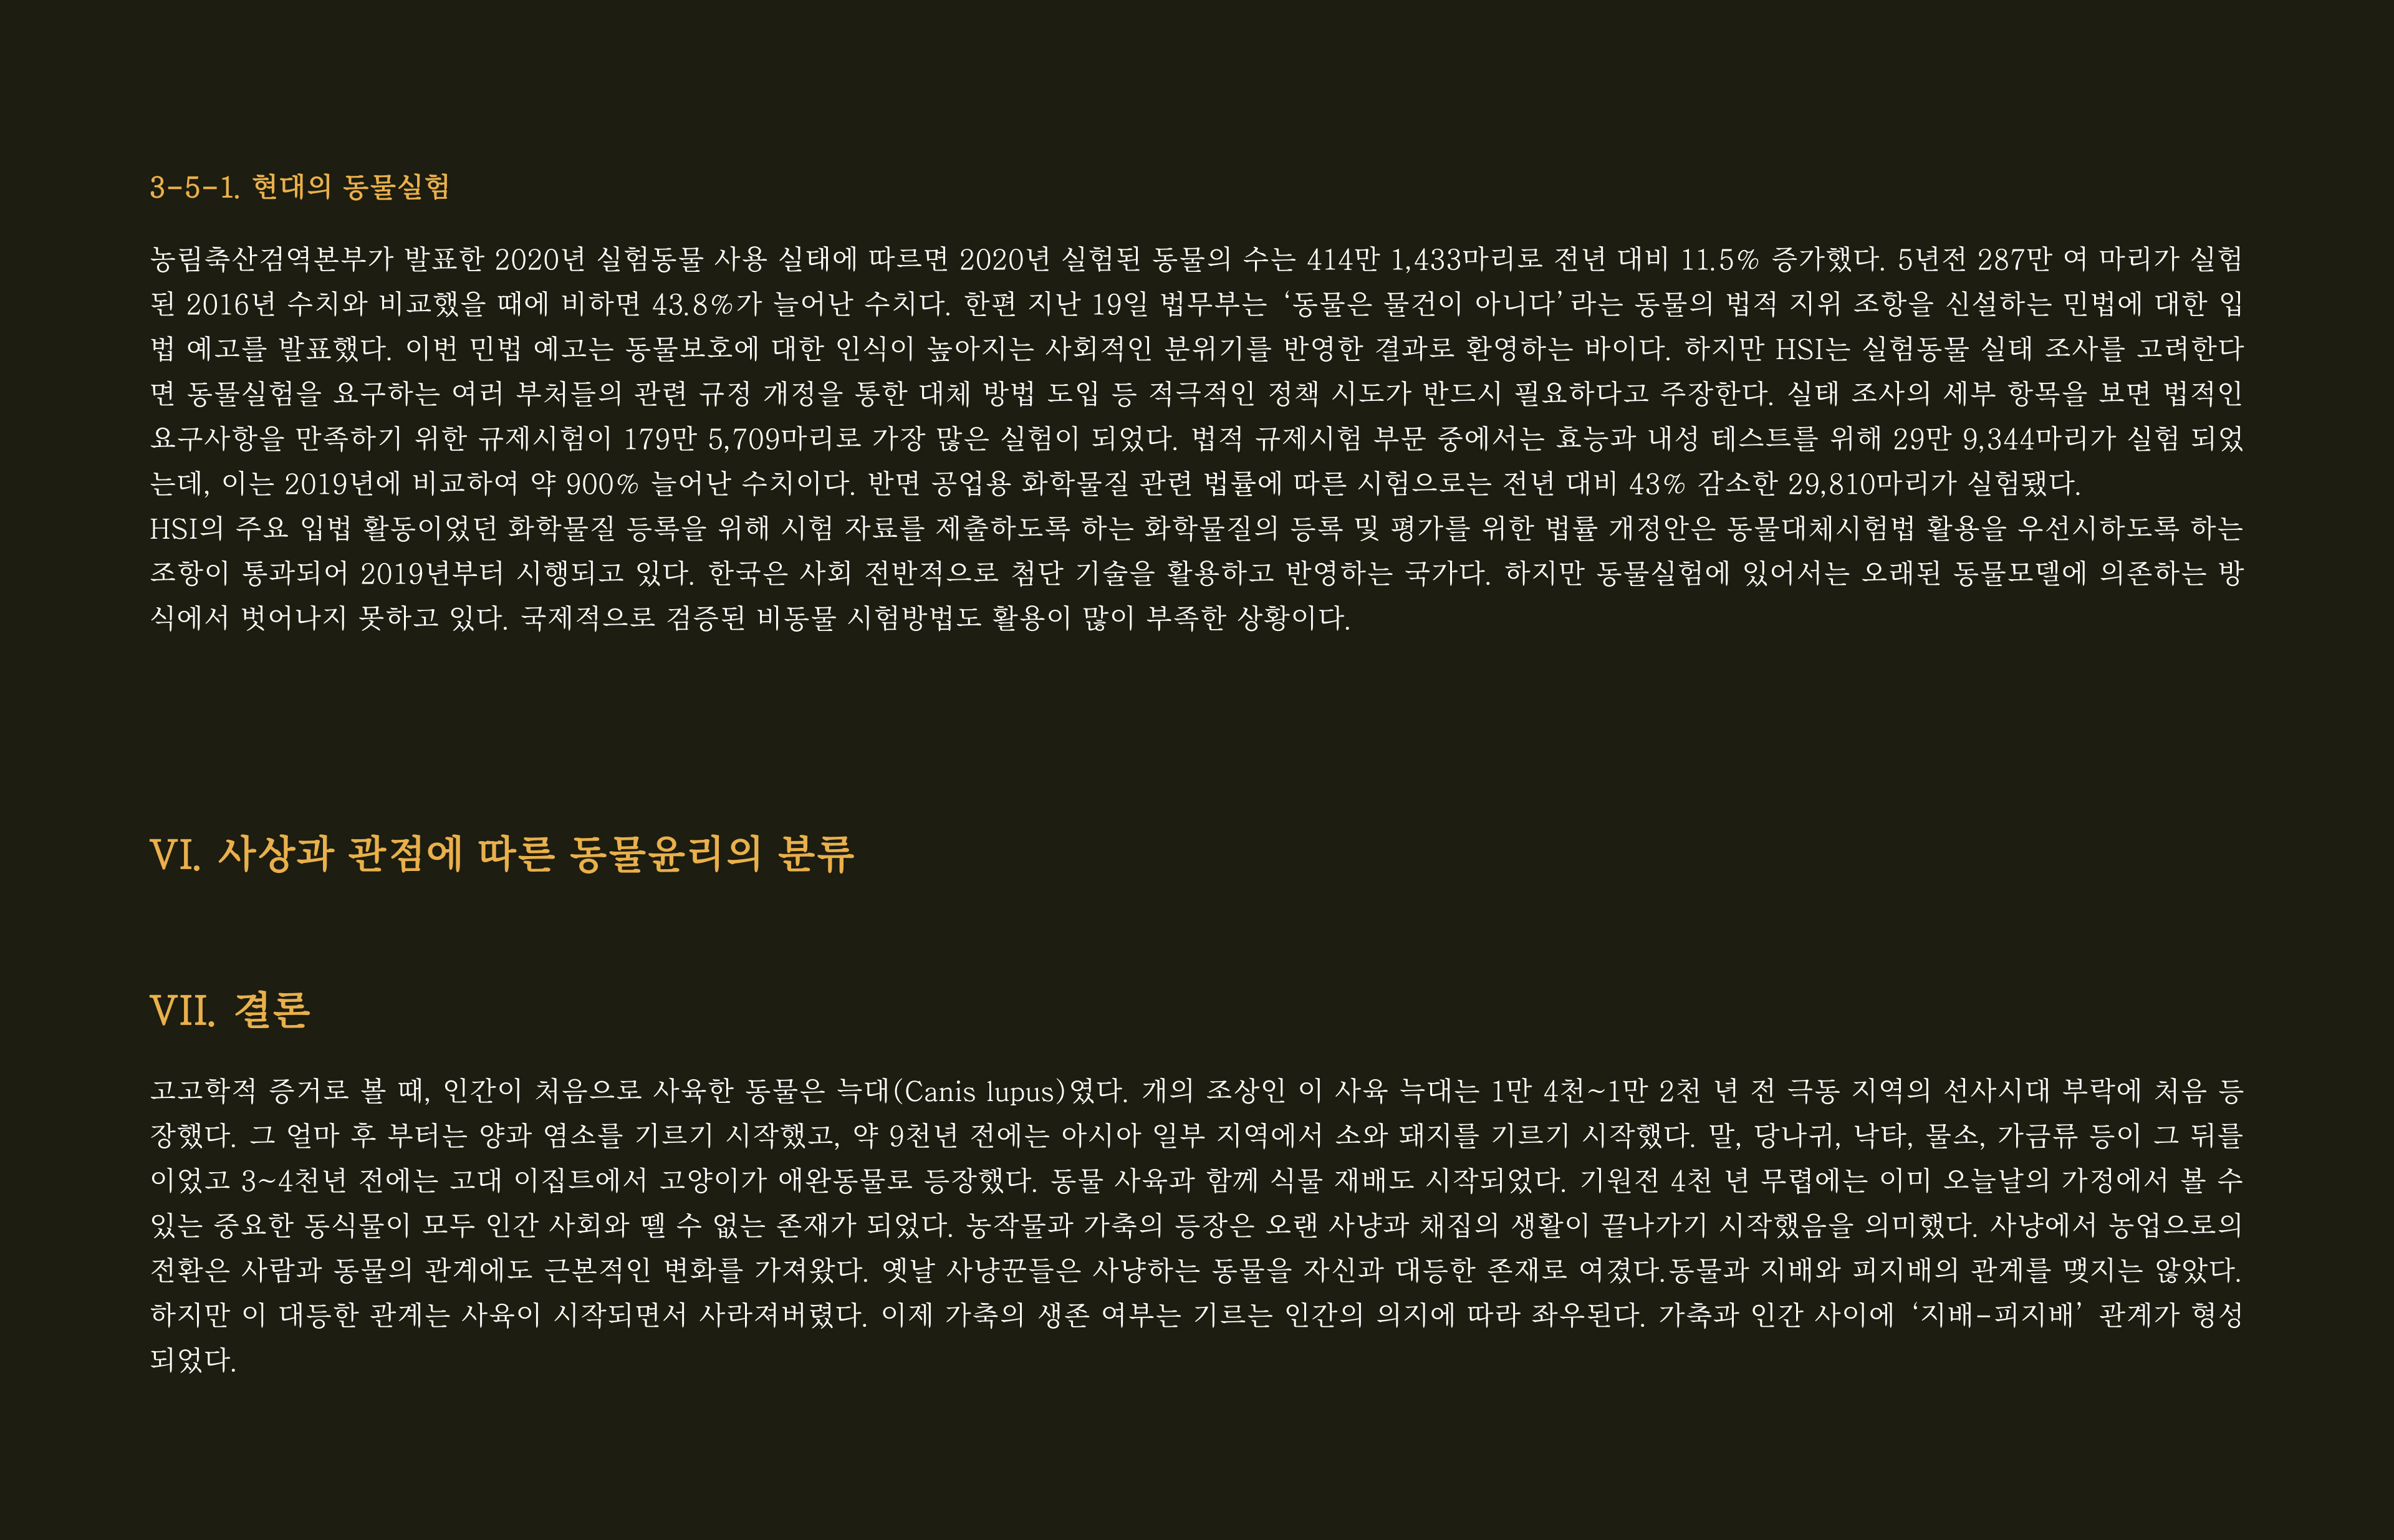 3-5-1. 현대의 동물실험
농림축산검역본부가 발표한 2020년 실험동물 사용 실태에 따르면 2020년 실험된 동물의 수는 414만 1,433마리로 전년 대비 11.5% 증가했다. 5년전 287만 여 마리가 실험
된 2016년 수치와 비교했을 때에 비하면 43.8%가 늘어난 수치다. 한편 지난 19일 법무부는 ‘동물은 물건이 아니다’라는 동물의 법적 지위 조항을 신설하는 민법에 대한 입
법 예고를 발표했다. 이번 민법 예고는 동물보호에 대한 인식이 높아지는 사회적인 분위기를 반영한 결과로 환영하는 바이다. 하지만 HSI는 실험동물 실태 조사를 고려한다
면 동물실험을 요구하는 여러 부처들의 관련 규정 개정을 통한 대체 방법 도입 등 적극적인 정책 시도가 반드시 필요하다고 주장한다. 실태 조사의 세부 항목을 보면 법적인
요구사항을 만족하기 위한 규제시험이 179만 5,709마리로 가장 많은 실험이 되었다. 법적 규제시험 부문 중에서는 효능과 내성 테스트를 위해 29만 9,344마리가 실험 되었
는데, 이는 2019년에 비교하여 약 900% 늘어난 수치이다. 반면 공업용 화학물질 관련 법률에 따른 시험으로는 전년 대비 43% 감소한 29,810마리가 실험됐다.
HSI의 주요 입법 활동이었던 화학물질 등록을 위해 시험 자료를 제출하도록 하는 화학물질의 등록 및 평가를 위한 법률 개정안은 동물대체시험법 활용을 우선시하도록 하는
조항이 통과되어 2019년부터 시행되고 있다. 한국은 사회 전반적으로 첨단 기술을 활용하고 반영하는 국가다. 하지만 동물실험에 있어서는 오래된 동물모델에 의존하는 방
식에서 벗어나지 못하고 있다. 국제적으로 검증된 비동물 시험방법도 활용이 많이 부족한 상황이다.
VI. 사상과 관점에 따른 동물윤리의 분류
VII. 결론
고고학적 증거로 볼 때, 인간이 처음으로 사육한 동물은 늑대(Canis lupus)였다. 개의 조상인 이 사육 늑대는 1만 4천~1만 2천 년 전 극동 지역의 선사시대 부락에 처음 등
장했다. 그 얼마 후 부터는 양과 염소를 기르기 시작했고, 약 9천년 전에는 아시아 일부 지역에서 소와 돼지를 기르기 시작했다. 말, 당나귀, 낙타, 물소, 가금류 등이 그 뒤를
이었고 3~4천년 전에는 고대 이집트에서 고양이가 애완동물로 등장했다. 동물 사육과 함께 식물 재배도 시작되었다. 기원전 4천 년 무렵에는 이미 오늘날의 가정에서 볼 수
있는 중요한 동식물이 모두 인간 사회와 뗄 수 없는 존재가 되었다. 농작물과 가축의 등장은 오랜 사냥과 채집의 생활이 끝나가기 시작했음을 의미했다. 사냥에서 농업으로의
전환은 사람과 동물의 관계에도 근본적인 변화를 가져왔다. 옛날 사냥꾼들은 사냥하는 동물을 자신과 대등한 존재로 여겼다.동물과 지배와 피지배의 관계를 맺지는 않았다.
하지만 이 대등한 관계는 사육이 시작되면서 사라져버렸다. 이제 가축의 생존 여부는 기르는 인간의 의지에 따라 좌우된다. 가축과 인간 사이에 ‘지배-피지배’ 관계가 형성
되었다.